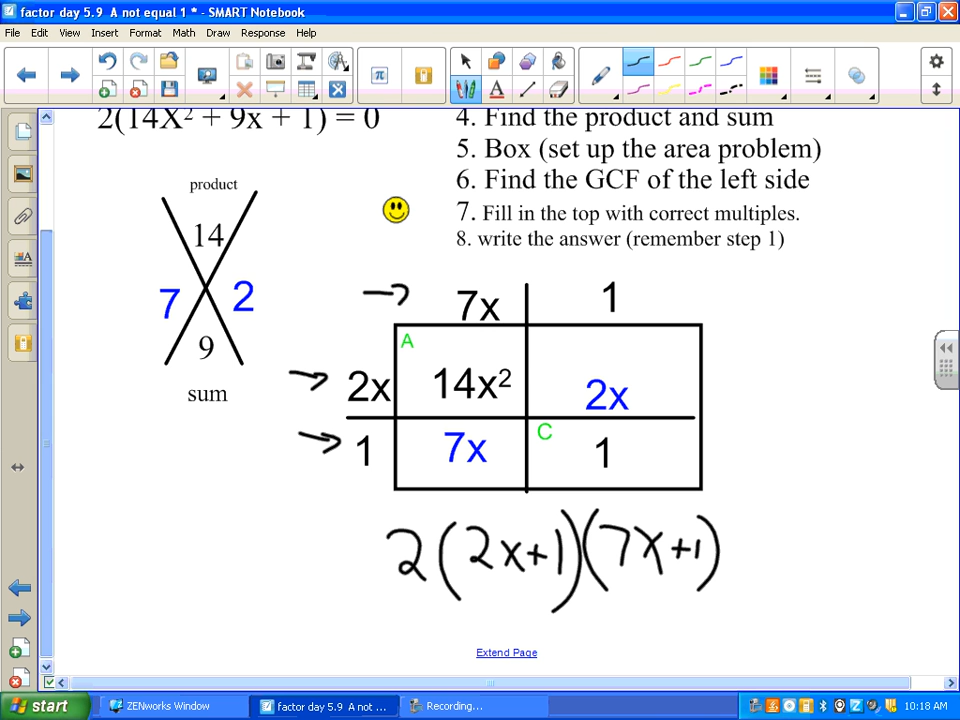 factor day 5.9 A not equal 1 * - SMART Notebook
File Edit View Insert Format Math Draw Response Help
2(14X² + 9x + 1) = 0
4. Find the product and sum
5. Box (set up the area problem)
6. Find the GCF of the left side
7. Fill in the top with correct multiples.
8. write the answer (remember step 1)
product
14
7 2
9
sum
7x 1
A
2x 14x² 2x
C
1 7x 1
2(2x+1)(7x+1)
Extend Page
start ZENworks Window factor day 5.9 A not ... Recording... 10:18 AM